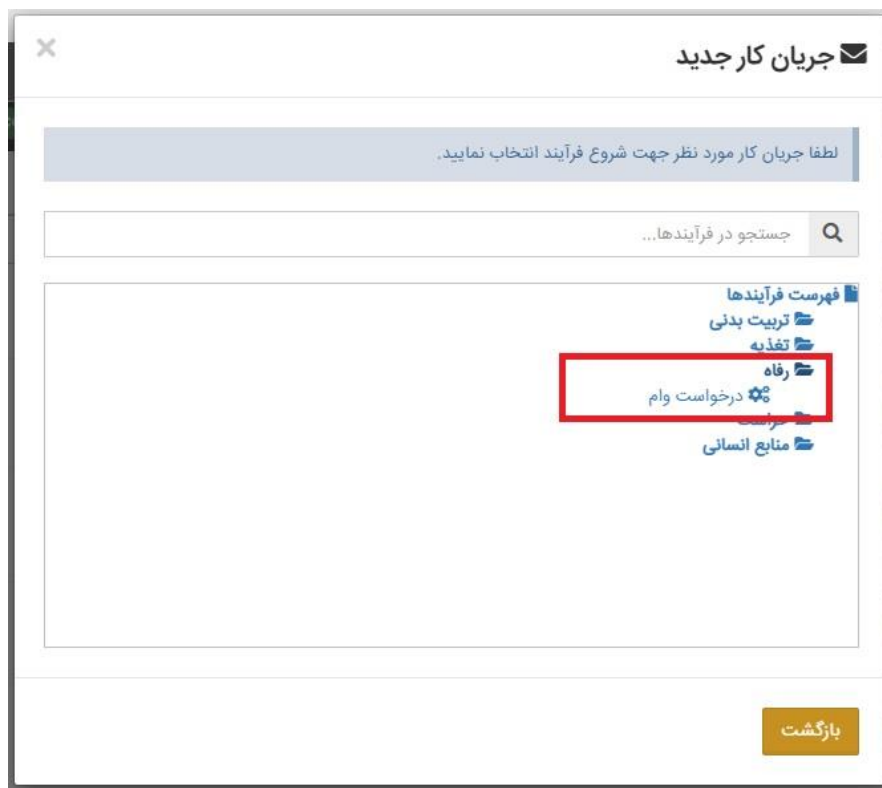 جریان کار جدید
لطفا جریان کار مورد نظر جهت شروع فرآیند انتخاب نمایید.
جستجو در فرآیندها...
فهرست فرآیندها
تربیت بدنی
تغذیه
رفاه
درخواست وام
حراست
منابع انسانی
بازگشت